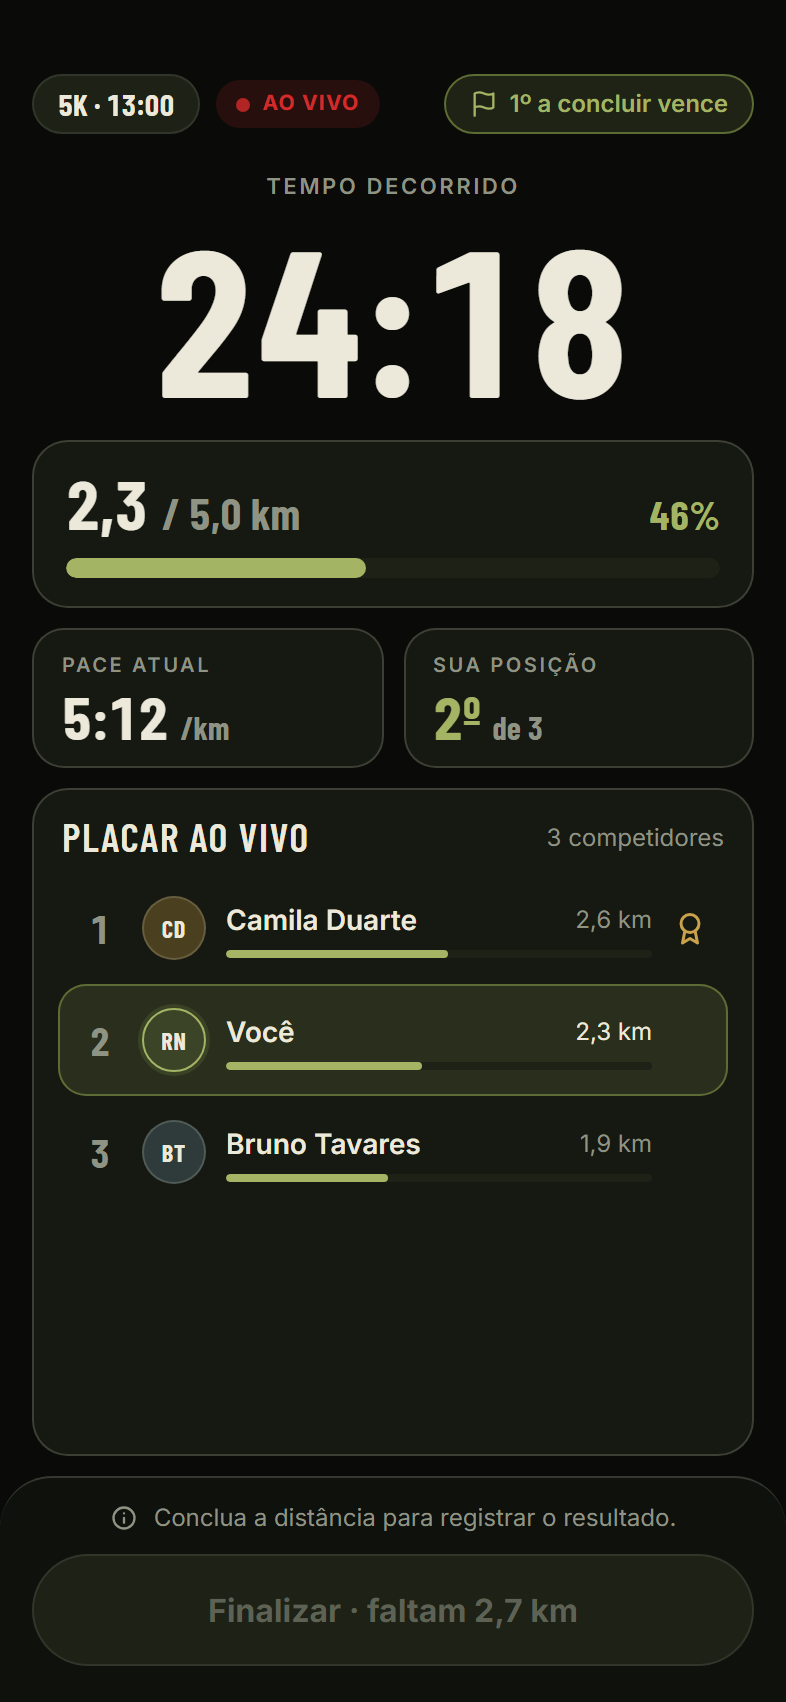 5K · 13:00
AO VIVO
1º a concluir vence
TEMPO DECORRIDO
24:18
2,3 / 5,0 km
46%
PACE ATUAL
5:12 /km
SUA POSIÇÃO
2º de 3
PLACAR AO VIVO
3 competidores
1 CD Camila Duarte 2,6 km
2 RN Você 2,3 km
3 BT Bruno Tavares 1,9 km
Conclua a distância para registrar o resultado.
Finalizar · faltam 2,7 km